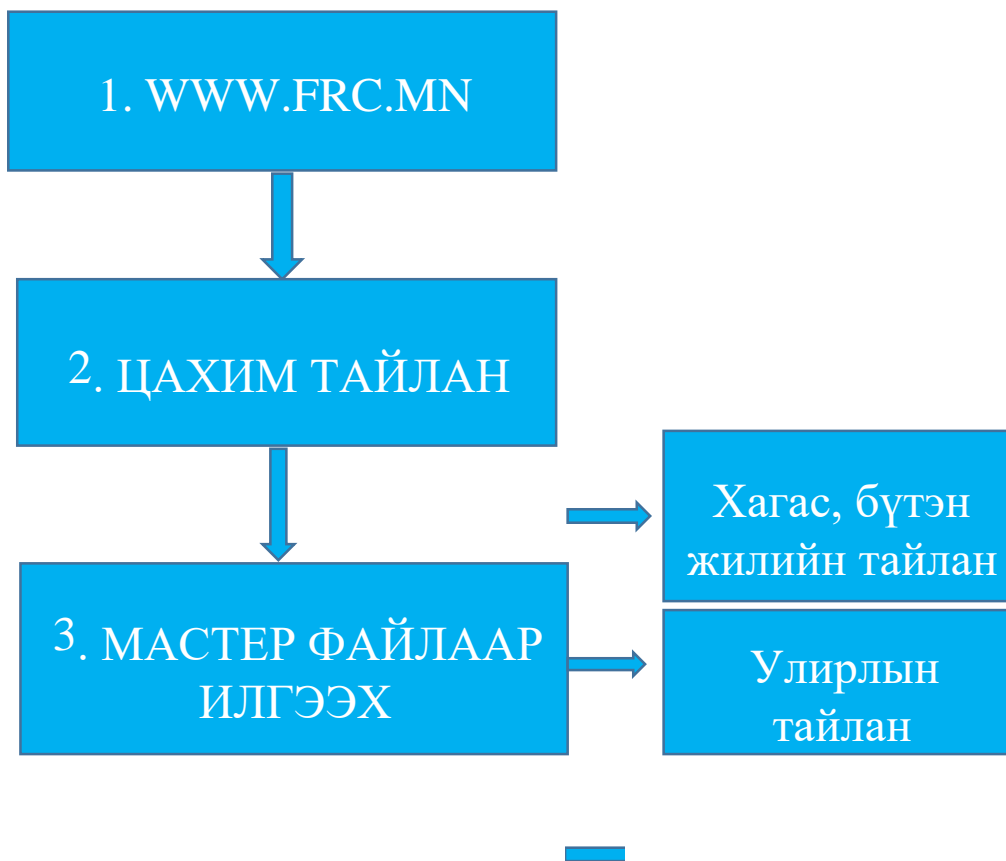 1. WWW.FRC.MN
2. ЦАХИМ ТАЙЛАН
Хагас, бүтэн
жилийн тайлан
3. МАСТЕР ФАЙЛААР
ИЛГЭЭХ
Улирлын
тайлан